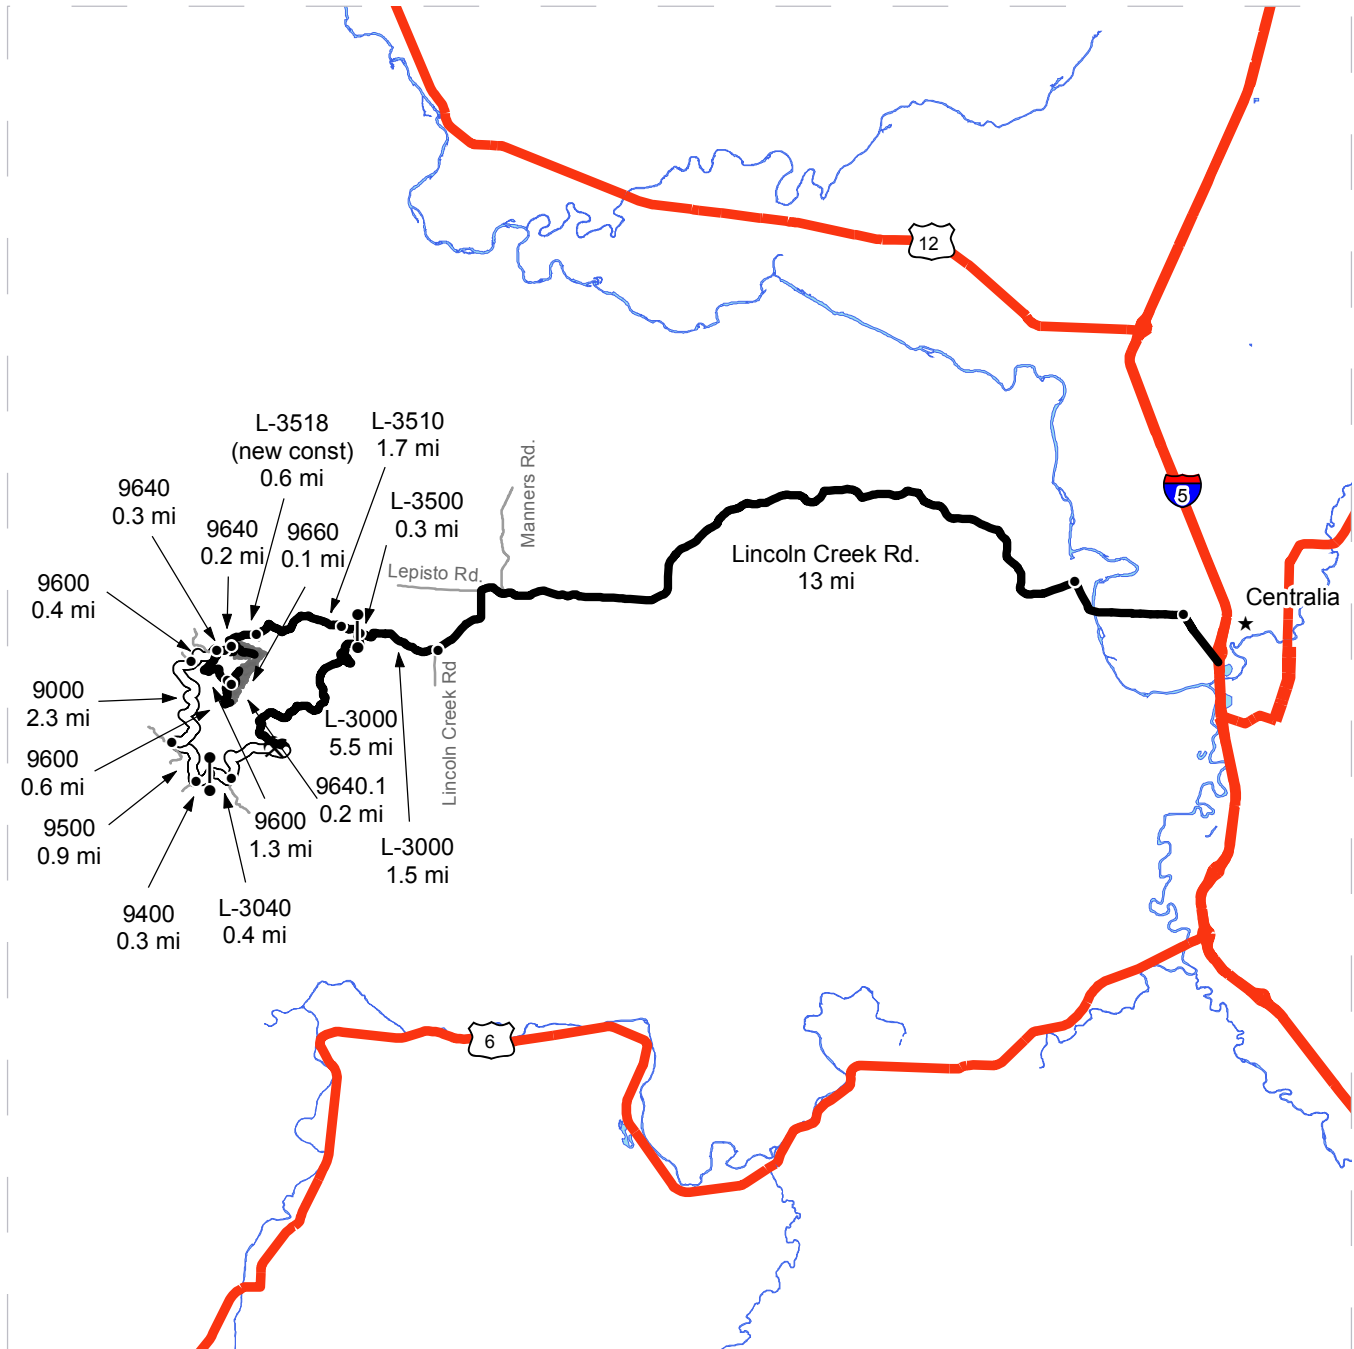 12
5
Centralia
L-3518
(new const)
0.6 mi
L-3510
1.7 mi
9640
0.3 mi
9640
0.2 mi
9660
0.1 mi
L-3500
0.3 mi
Manners Rd.
Lepisto Rd.
Lincoln Creek Rd.
13 mi
9600
0.4 mi
9000
2.3 mi
9600
0.6 mi
9500
0.9 mi
9400
0.3 mi
L-3040
0.4 mi
9600
1.3 mi
9640.1
0.2 mi
L-3000
5.5 mi
L-3000
1.5 mi
Lincoln Creek Rd
6